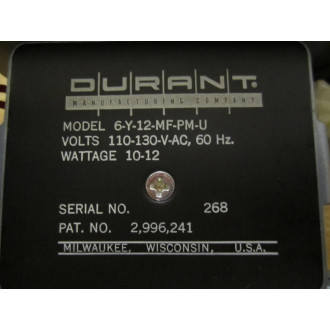 DURANT
MANUFACTURING COMPANY
MODEL 6-Y-12-MF-PM-U
VOLTS 110-130-V-AC, 60 Hz.
WATTAGE 10-12
SERIAL NO. 268
PAT. NO. 2,996,241
MILWAUKEE, WISCONSIN, U.S.A.